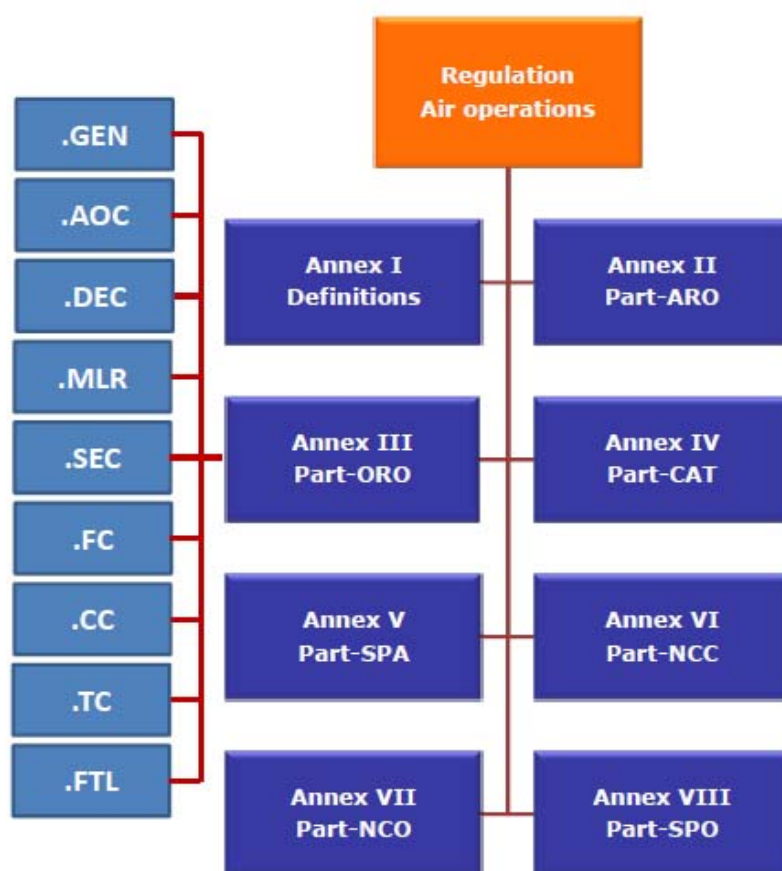 Regulation
Air operations
.GEN
.AOC
.DEC
.MLR
.SEC
.FC
.CC
.TC
.FTL
Annex I
Definitions
Annex II
Part-ARO
Annex III
Part-ORO
Annex IV
Part-CAT
Annex V
Part-SPA
Annex VI
Part-NCC
Annex VII
Part-NCO
Annex VIII
Part-SPO